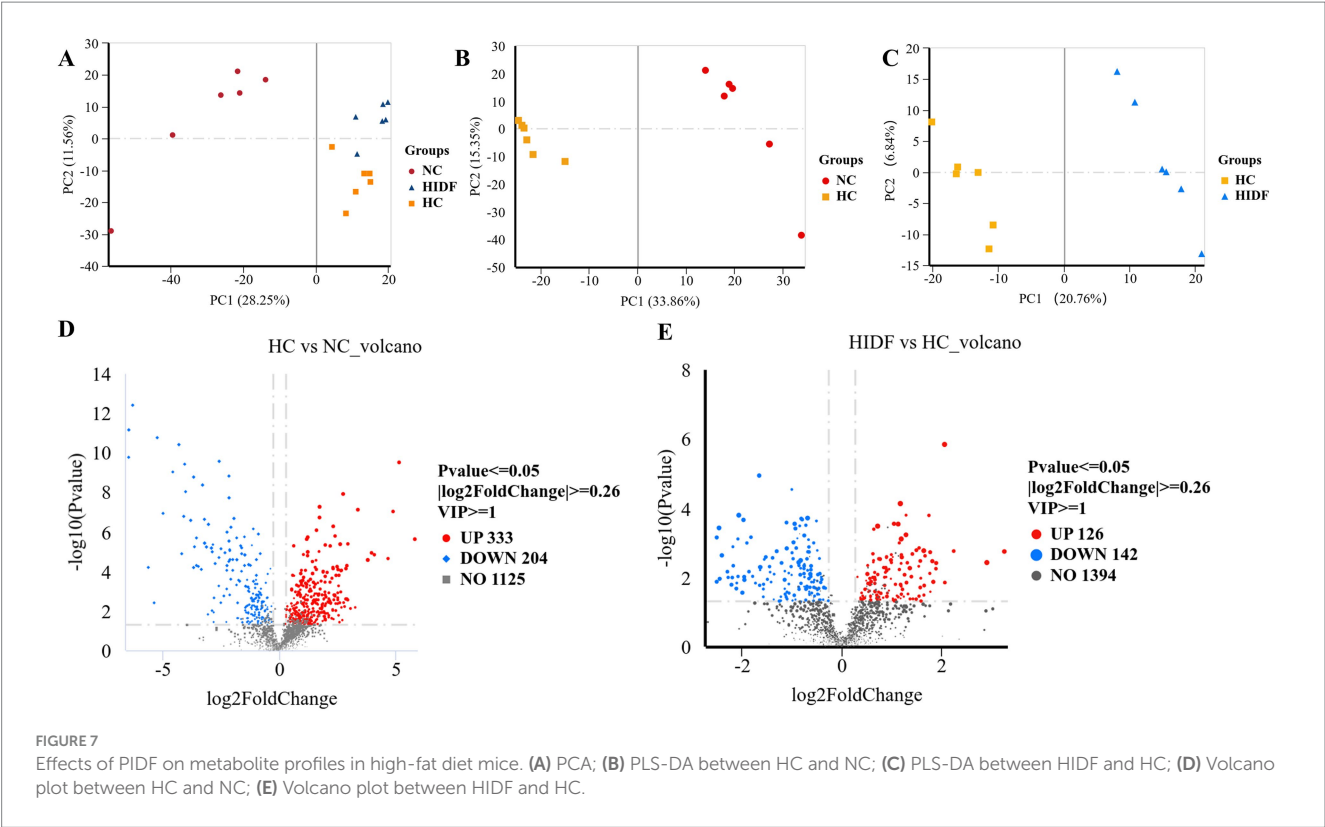 A
30
20
10
0
-10
-20
-30
-40
PC2 (11.56%)
-40
-20
0
20
PC1 (28.25%)
Groups
NC
HIDF
HC
B
30
20
10
0
-10
-20
-30
-40
-50
PC2 (15.35%)
-20
-10
0
10
20
30
PC1 (33.86%)
Groups
NC
HC
C
20
15
10
5
0
-5
-10
-15
PC2 (6.84%)
-20
-10
0
10
20
PC1 (20.76%)
Groups
HC
HIDF
D
HC vs NC_volcano
14
12
10
8
6
4
2
0
-log10(Pvalue)
-5
0
5
log2FoldChange
Pvalue<=0.05
|log2FoldChange|>=0.26
VIP>=1
UP 333
DOWN 204
NO 1125
E
HIDF vs HC_volcano
8
6
4
2
0
-log10(Pvalue)
-2
0
2
log2FoldChange
Pvalue<=0.05
|log2FoldChange|>=0.26
VIP>=1
UP 126
DOWN 142
NO 1394
FIGURE 7
Effects of PIDF on metabolite profiles in high-fat diet mice. (A) PCA; (B) PLS-DA between HC and NC; (C) PLS-DA between HIDF and HC; (D) Volcano
plot between HC and NC; (E) Volcano plot between HIDF and HC.